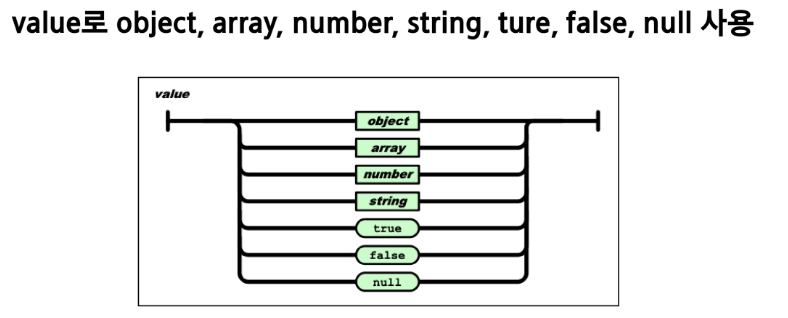 value로 object, array, number, string, ture, false, null 사용
value
object
array
number
string
true
false
null